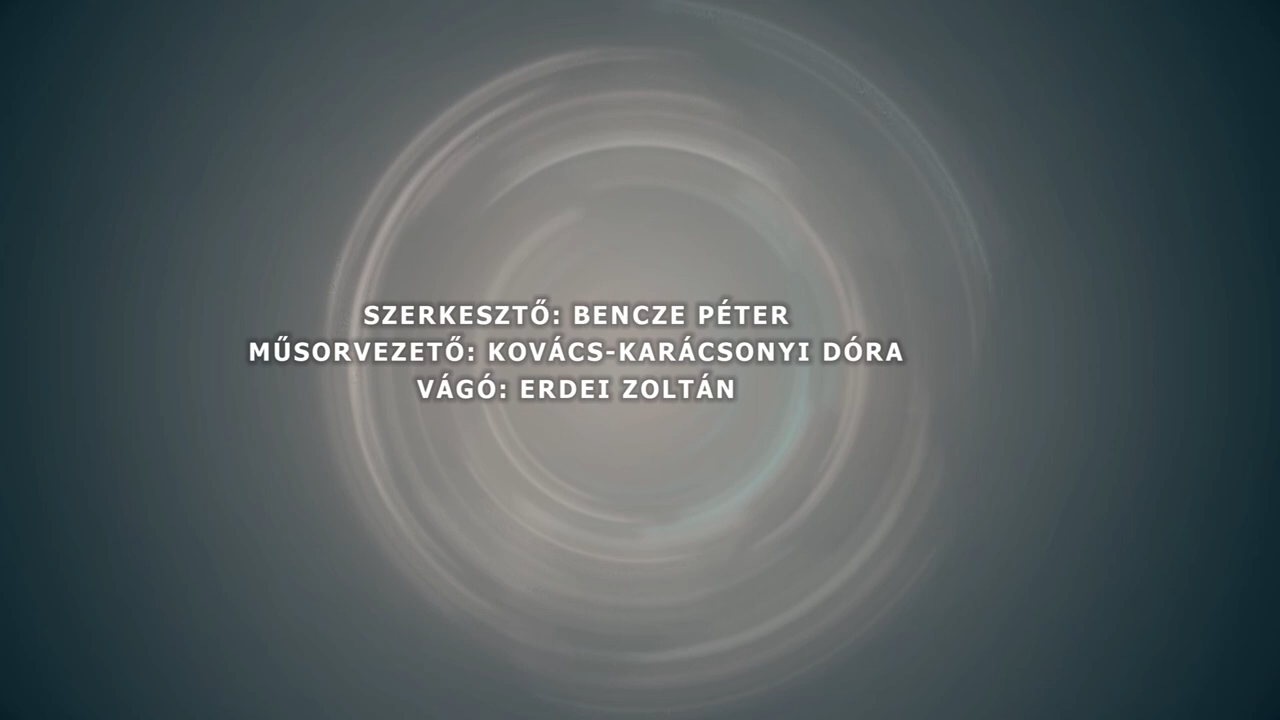 SZERKESZTŐ: BENCZE PÉTER
MŰSORVEZETŐ: KOVÁCS-KARÁCSONYI DÓRA
VÁGÓ: ERDEI ZOLTÁN